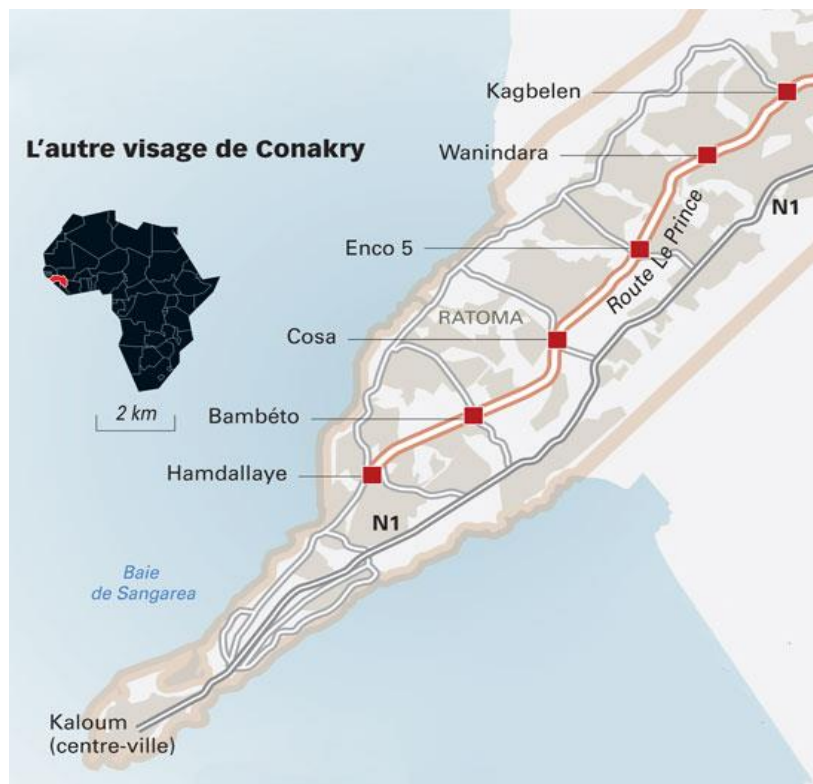 L'autre visage de Conakry
2 km
Kagbelen
Wanindara
N1
Route Le Prince
Enco 5
RATOMA
Cosa
Bambéto
Hamdallaye
N1
Baie
de Sangarea
Kaloum
(centre-ville)